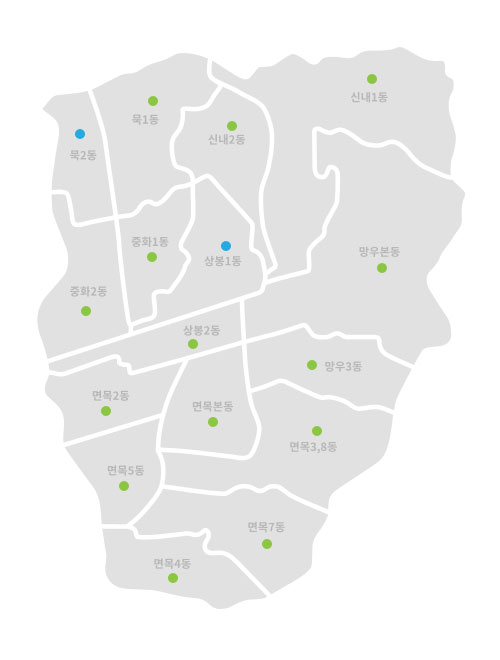 신내1동
묵1동
신내2동
묵2동
중화1동
망우본동
상봉1동
중화2동
상봉2동
망우3동
면목2동
면목본동
면목3,8동
면목5동
면목7동
면목4동